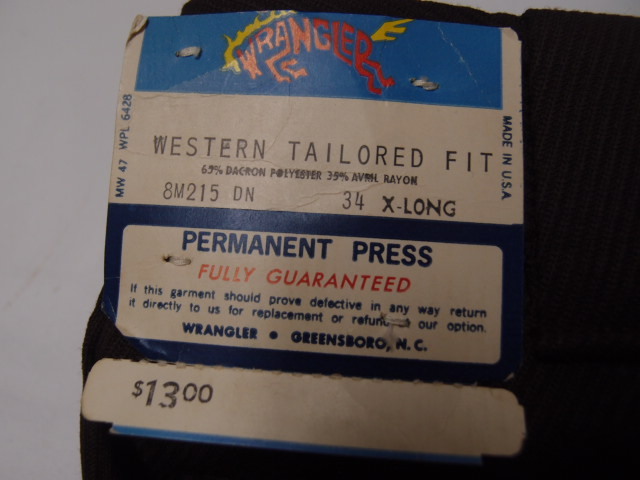 WRANGLER
MW 47 WPL 6428
WESTERN TAILORED FIT
65% DACRON POLYESTER 35% AVRIL RAYON
8M215 DN 34 X-LONG
MADE IN U.S.A.
PERMANENT PRESS
FULLY GUARANTEED
If this garment should prove defective in any way return
it directly to us for replacement or refund at our option.
WRANGLER • GREENSBORO, N.C.
$13.00